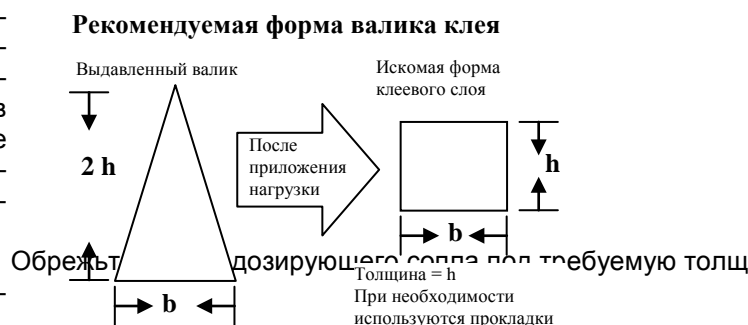 Рекомендуемая форма валика клея
Выдавленный валик
Искомая форма
клеевого слоя
в
е
После
приложения
нагрузки
2 h
h
b
Обрежьт дозирующего сопла под требуемую толщ
Толщина = h
При необходимости
используются прокладки
b